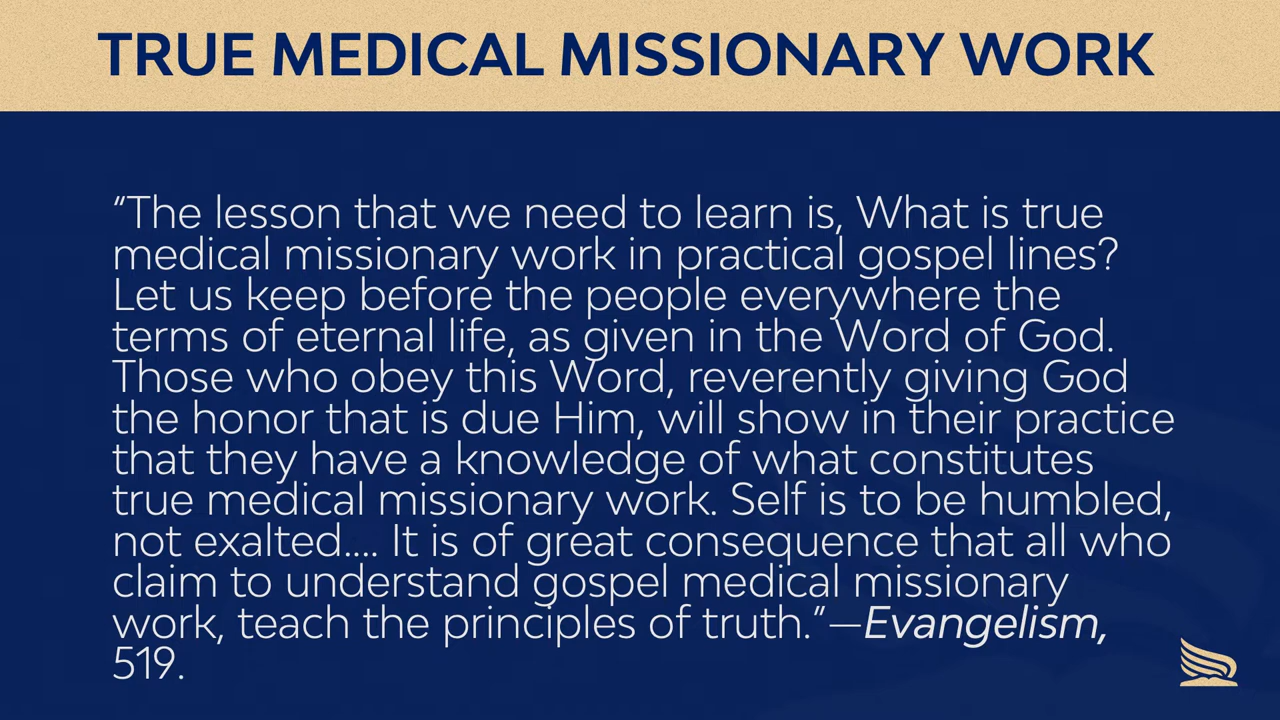 TRUE MEDICAL MISSIONARY WORK
“The lesson that we need to learn is, What is true
medical missionary work in practical gospel lines?
Let us keep before the people everywhere the
terms of eternal life, as given in the Word of God.
Those who obey this Word, reverently giving God
the honor that is due Him, will show in their practice
that they have a knowledge of what constitutes
true medical missionary work. Self is to be humbled,
not exalted.... It is of great consequence that all who
claim to understand gospel medical missionary
work, teach the principles of truth.”—Evangelism,
519.